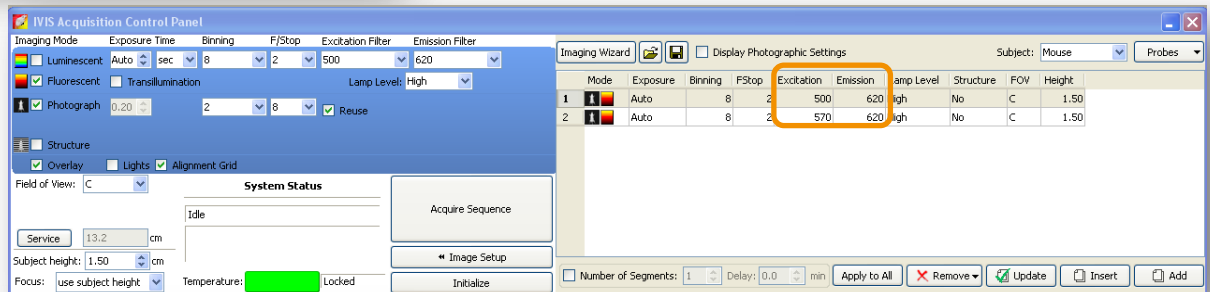 IVIS Acquisition Control Panel
Imaging Mode Exposure Time Binning F/Stop Excitation Filter Emission Filter
Luminescent Auto sec 8 2 500 620
Fluorescent Transillumination Lamp Level: High
Photograph 0.20 2 8 Reuse
Structure
Overlay Lights Alignment Grid
Field of View: C
System Status
Idle
Service 13.2 cm
Subject height: 1.50 cm
Focus: use subject height
Temperature: Locked
Acquire Sequence
Image Setup
Initialize
Imaging Wizard Display Photographic Settings Subject: Mouse Probes
Mode Exposure Binning FStop Excitation Emission Lamp Level Structure FOV Height
1 Auto 8 2 500 620 High No C 1.50
2 Auto 8 2 570 620 High No C 1.50
Number of Segments: 1 Delay: 0.0 min Apply to All Remove Update Insert Add